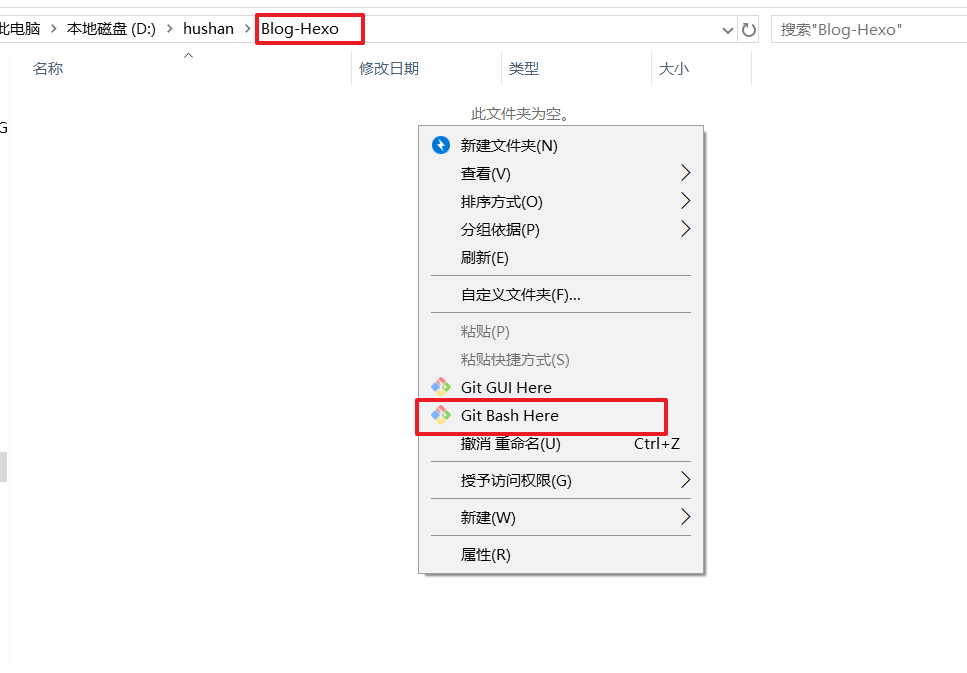 此电脑 > 本地磁盘 (D:) > hushan > Blog-Hexo 搜索"Blog-Hexo"
名称 修改日期 类型 大小
此文件夹为空。
G
新建文件夹(N)
查看(V)
排序方式(O)
分组依据(P)
刷新(E)
自定义文件夹(F)...
粘贴(P)
粘贴快捷方式(S)
Git GUI Here
Git Bash Here
撤消 重命名(U) Ctrl+Z
授予访问权限(G)
新建(W)
属性(R)